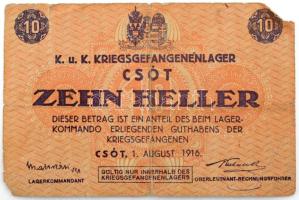 10 10
K. u. K. KRIEGSGEFANGENENLAGER
CSÓT
ZEHN HELLER
DIESER BETRAG IST EIN ANTEIL DES BEIM LAGER-
KOMMANDO ERLIEGENDEN GUTHABENS DER
KRIEGSGEFANGENEN
CSÓT, 1. AUGUST 1916.
LAGERKOMMANDANT
GÜLTIG NUR INNERHALB DES
KRIEGSGEFANGENENLAGERS
OBERLEUTNANT-RECHNUNGSFÜHRER